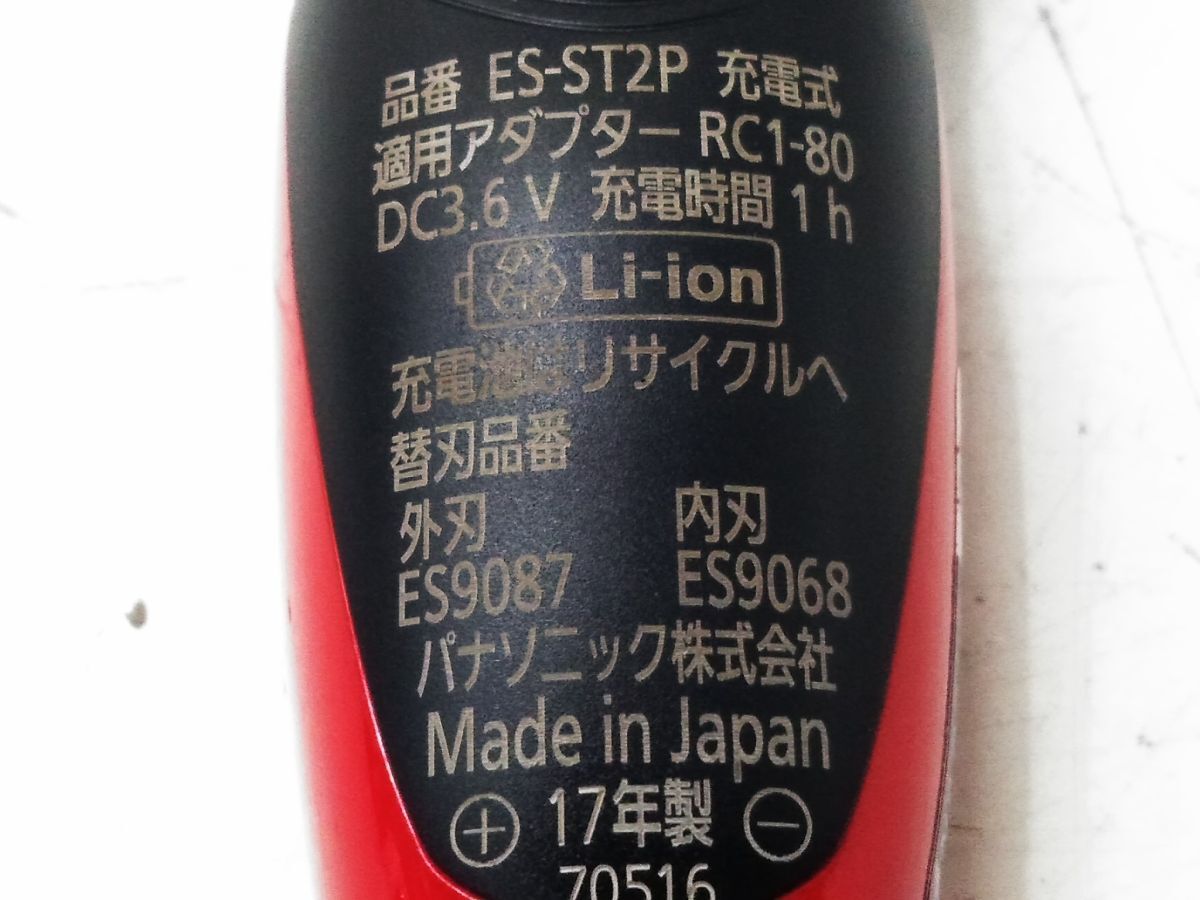 品番 ES-ST2P 充電式
適用アダプター RC1-80
DC3.6 V 充電時間 1 h
Li-ion
充電池はリサイクルへ
替刃品番
外刃 内刃
ES9087 ES9068
パナソニック株式会社
Made in Japan
+ 17年製 −
70516